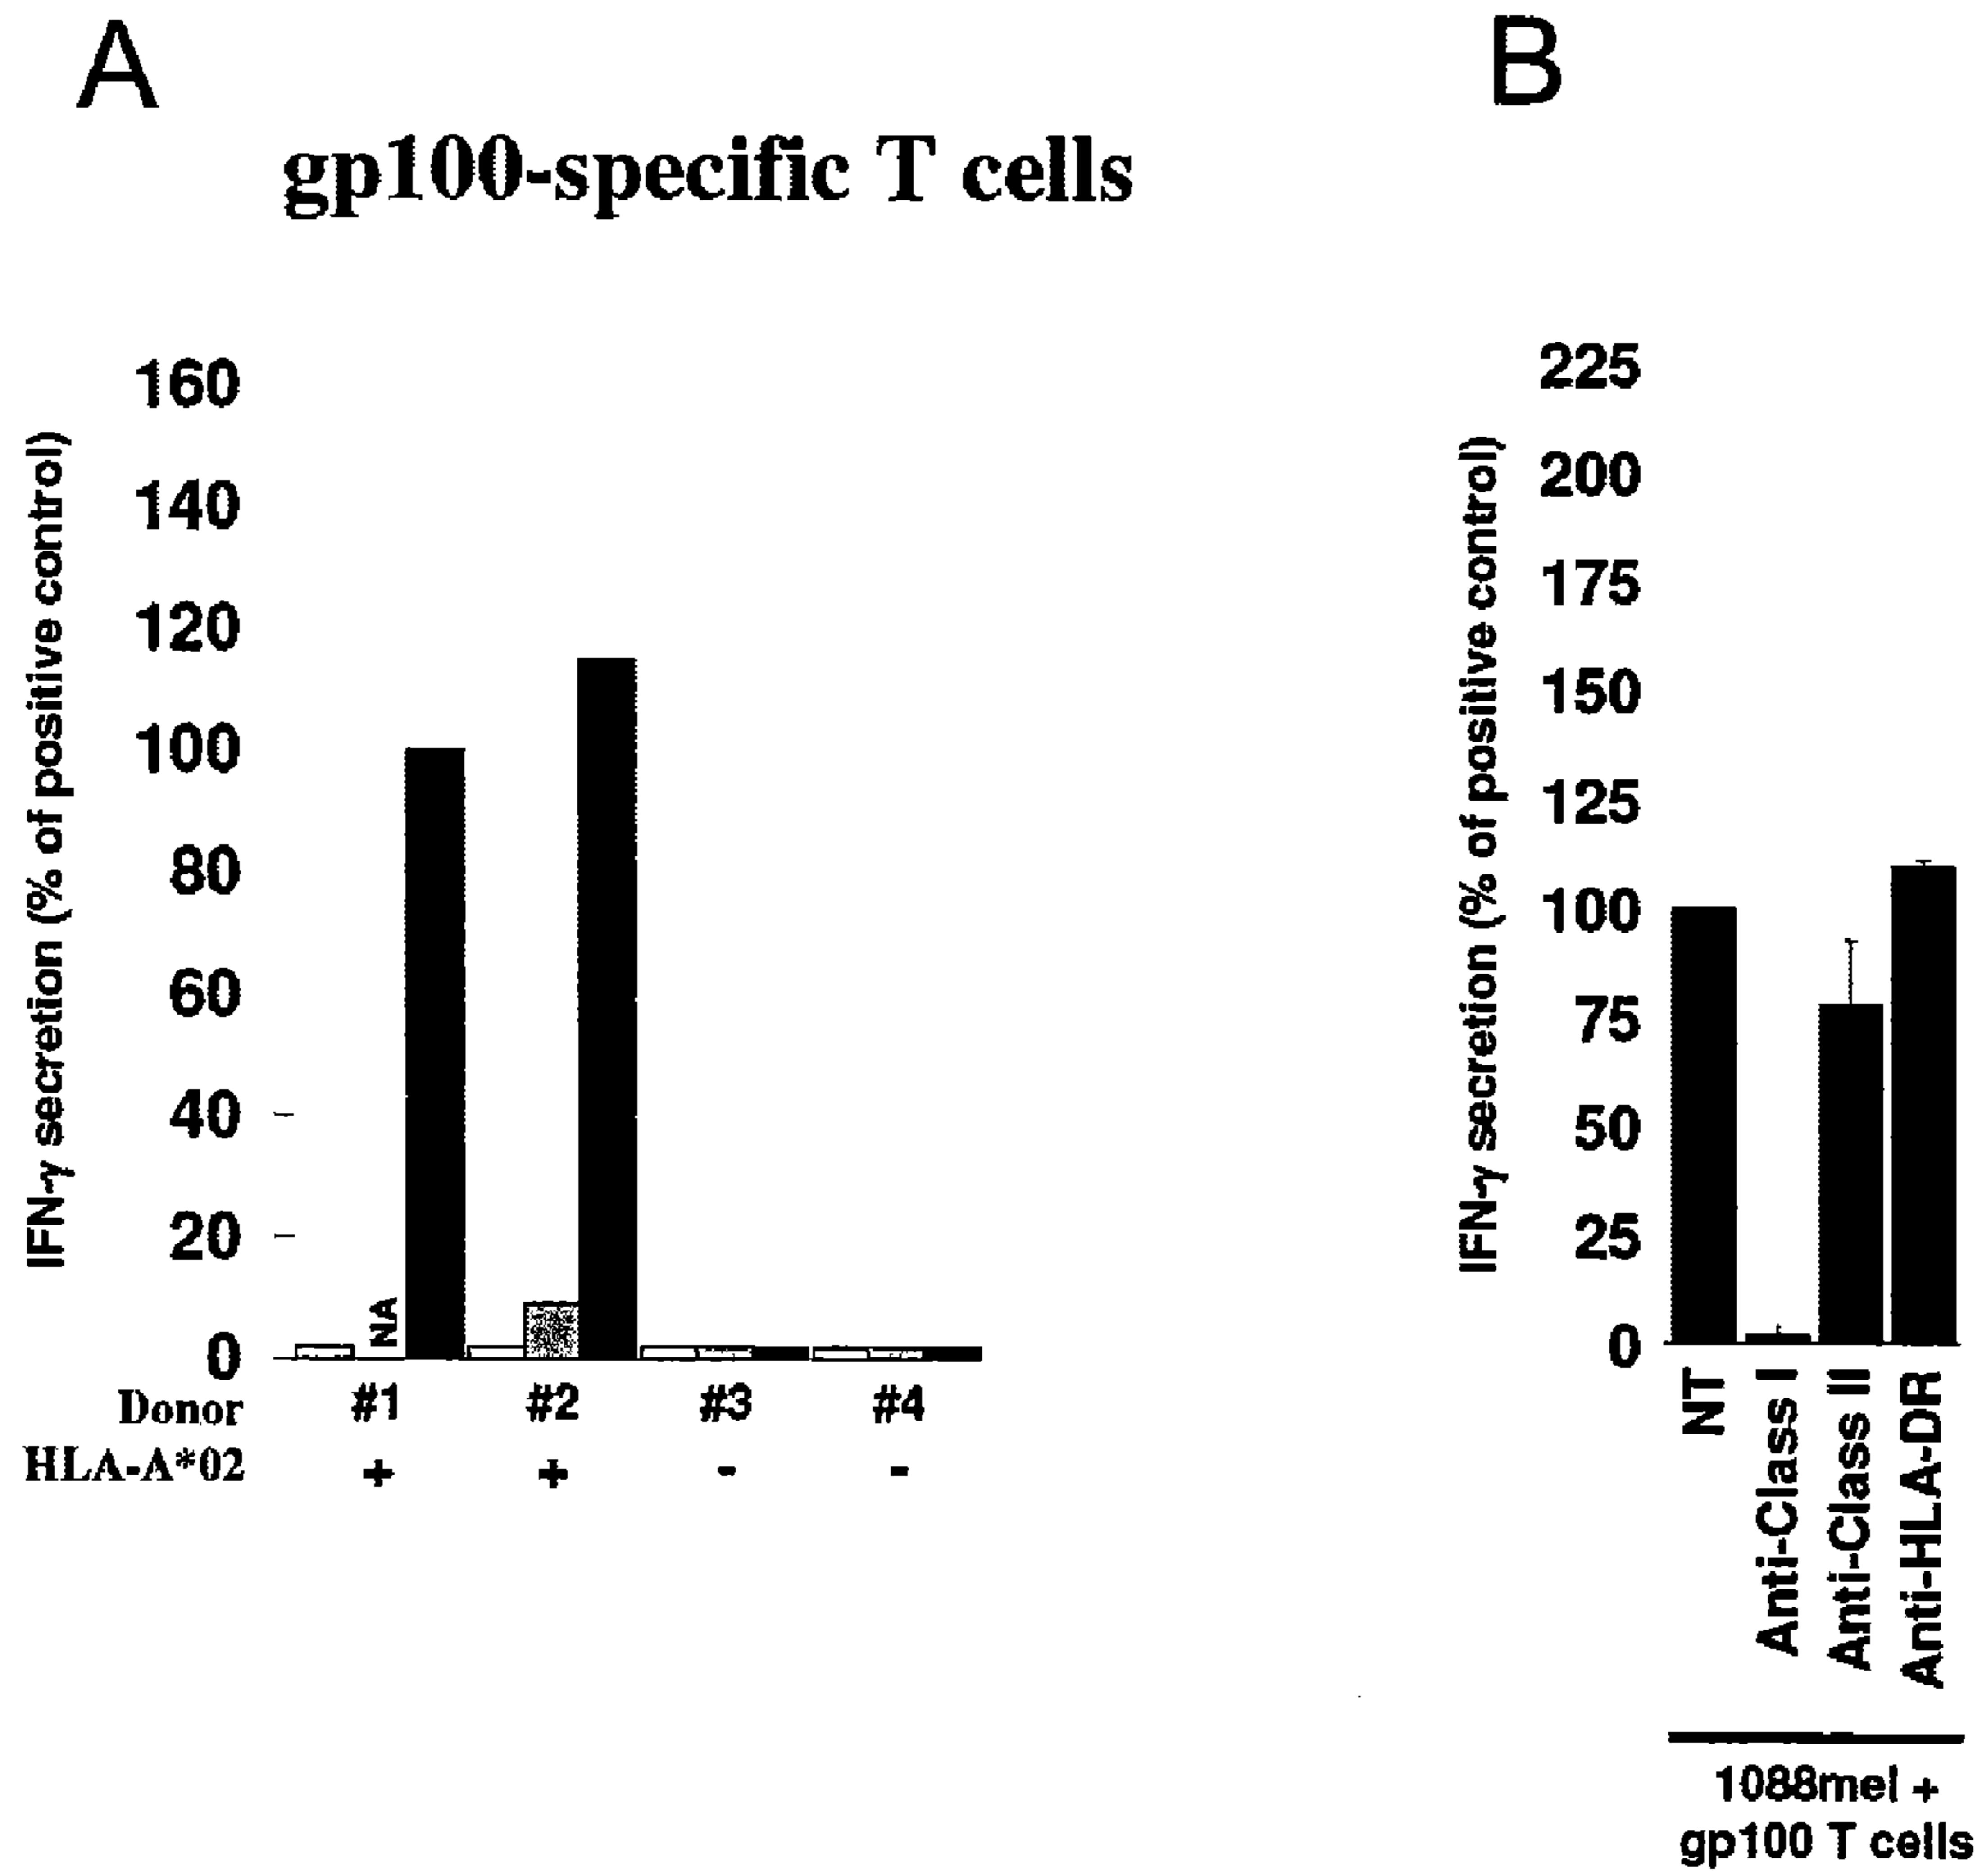 A
gp100-specific T cells
IFN-γ secretion (% of positive control)
160
140
120
100
80
60
40
20
0
NA
Donor #1 #2 #3 #4
HLA-A*02 + + - -
B
IFN-γ secretion (% of positive control)
225
200
175
150
125
100
75
50
25
0
NT
Anti-Class I
Anti-Class II
Anti-HLA-DR
1088mel +
gp100 T cells